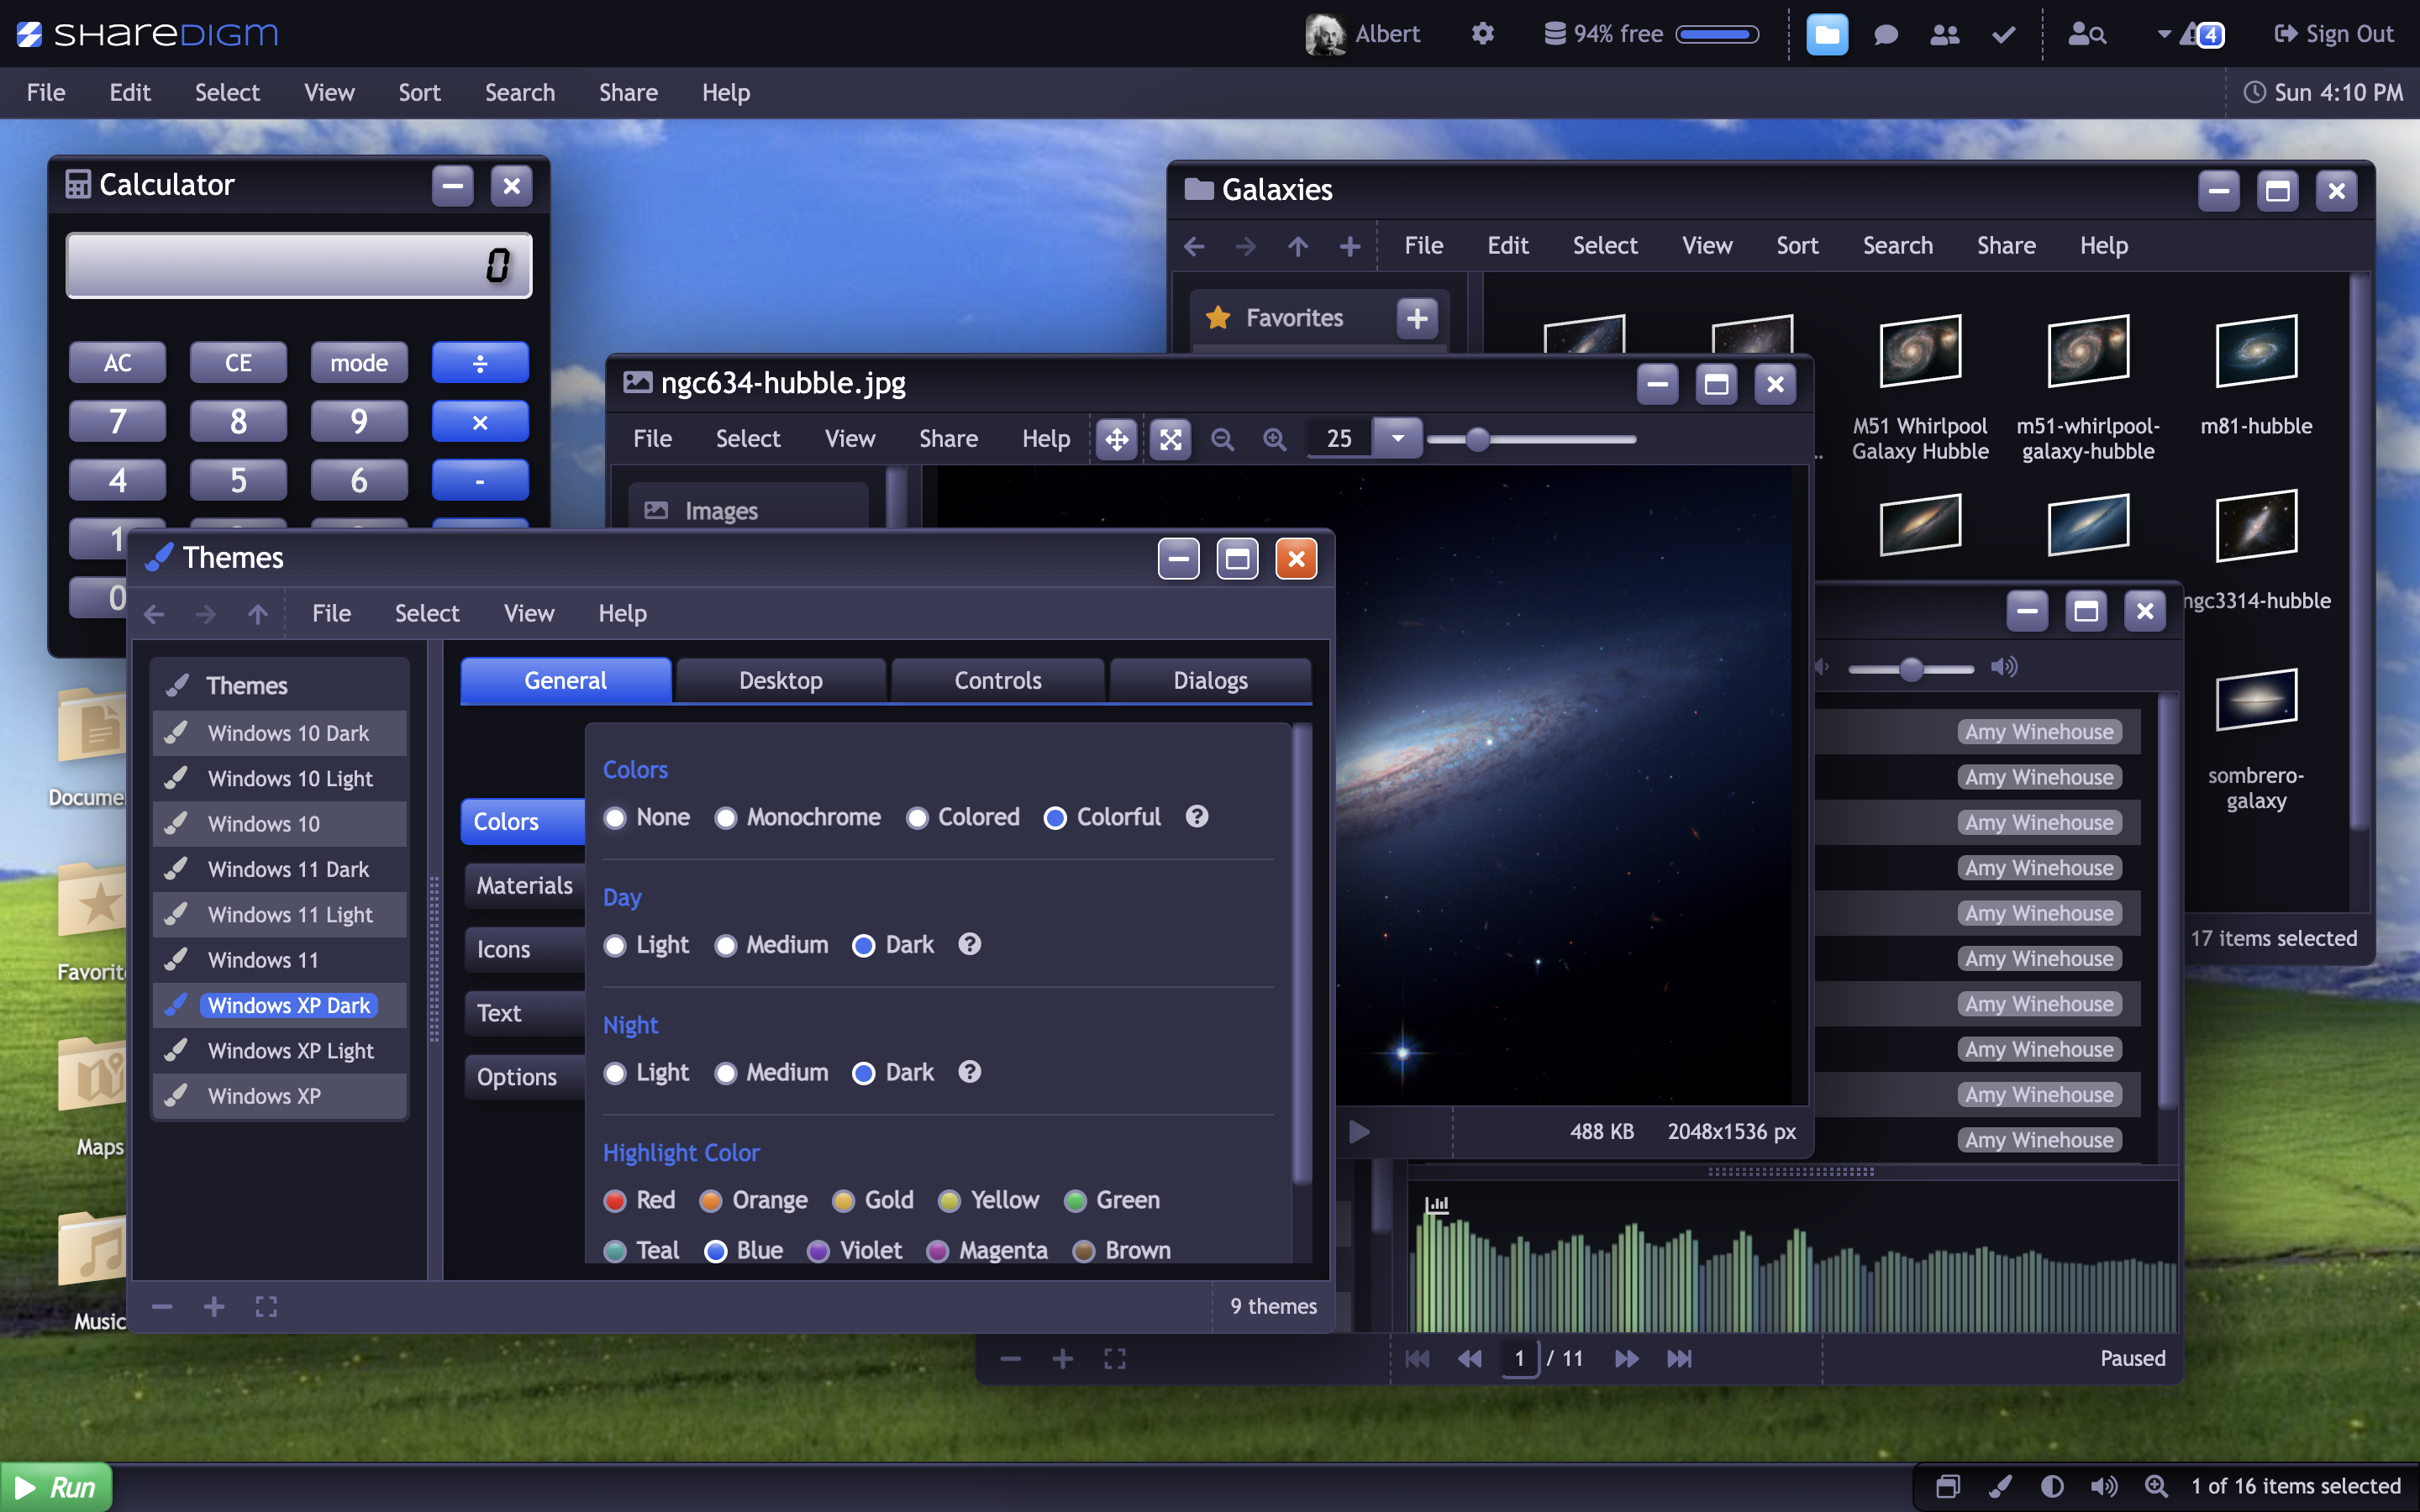 SHAREDIGM
Albert
94% free
4
Sign Out
File Edit Select View Sort Search Share Help
Sun 4:10 PM
Calculator
0
AC CE mode ÷
7 8 9 ×
4 5 6 -
1
0
Galaxies
File Edit Select View Sort Search Share Help
Favorites
M51 Whirlpool
Galaxy Hubble
m51-whirlpool-
galaxy-hubble
m81-hubble
ngc3314-hubble
sombrero-
galaxy
17 items selected
ngc634-hubble.jpg
File Select View Share Help
25
Images
488 KB 2048x1536 px
Themes
File Select View Help
Themes
Windows 10 Dark
Windows 10 Light
Windows 10
Windows 11 Dark
Windows 11 Light
Windows 11
Windows XP Dark
Windows XP Light
Windows XP
General Desktop Controls Dialogs
Colors
Materials
Icons
Text
Options
Colors
None Monochrome Colored Colorful ?
Day
Light Medium Dark ?
Night
Light Medium Dark ?
Highlight Color
Red Orange Gold Yellow Green
Teal Blue Violet Magenta Brown
9 themes
Amy Winehouse
Amy Winehouse
Amy Winehouse
Amy Winehouse
Amy Winehouse
Amy Winehouse
Amy Winehouse
Amy Winehouse
Amy Winehouse
Amy Winehouse
1 / 11
Paused
Docume
Favorit
Maps
Music
Run
1 of 16 items selected